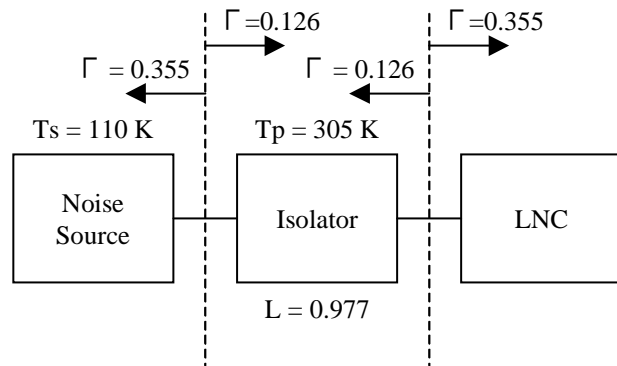 Γ =0.126
Γ =0.355
Γ = 0.355
Γ =0.126
Ts = 110 K
Tp = 305 K
Noise
Source
Isolator
LNC
L = 0.977